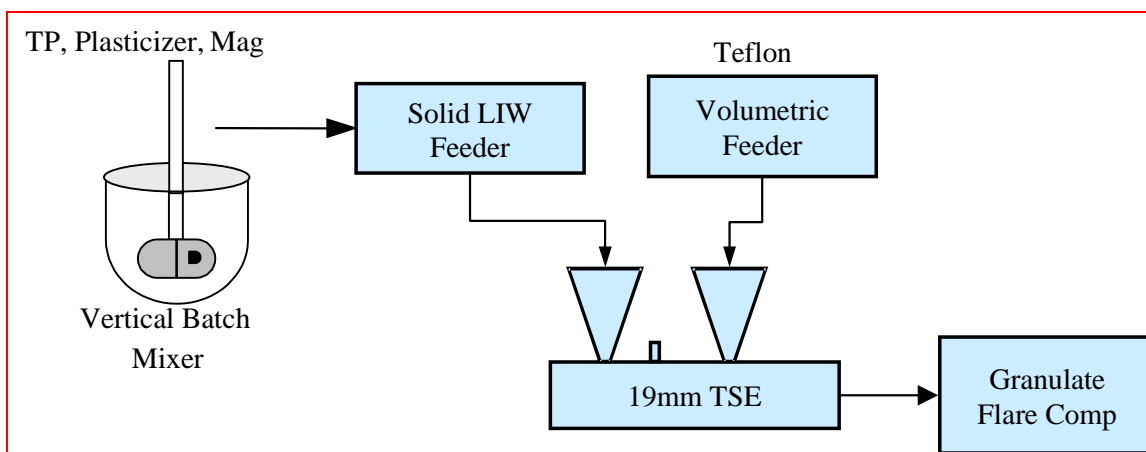 TP, Plasticizer, Mag
Teflon
Solid LIW
Feeder
Volumetric
Feeder
Vertical Batch
Mixer
19mm TSE
Granulate
Flare Comp